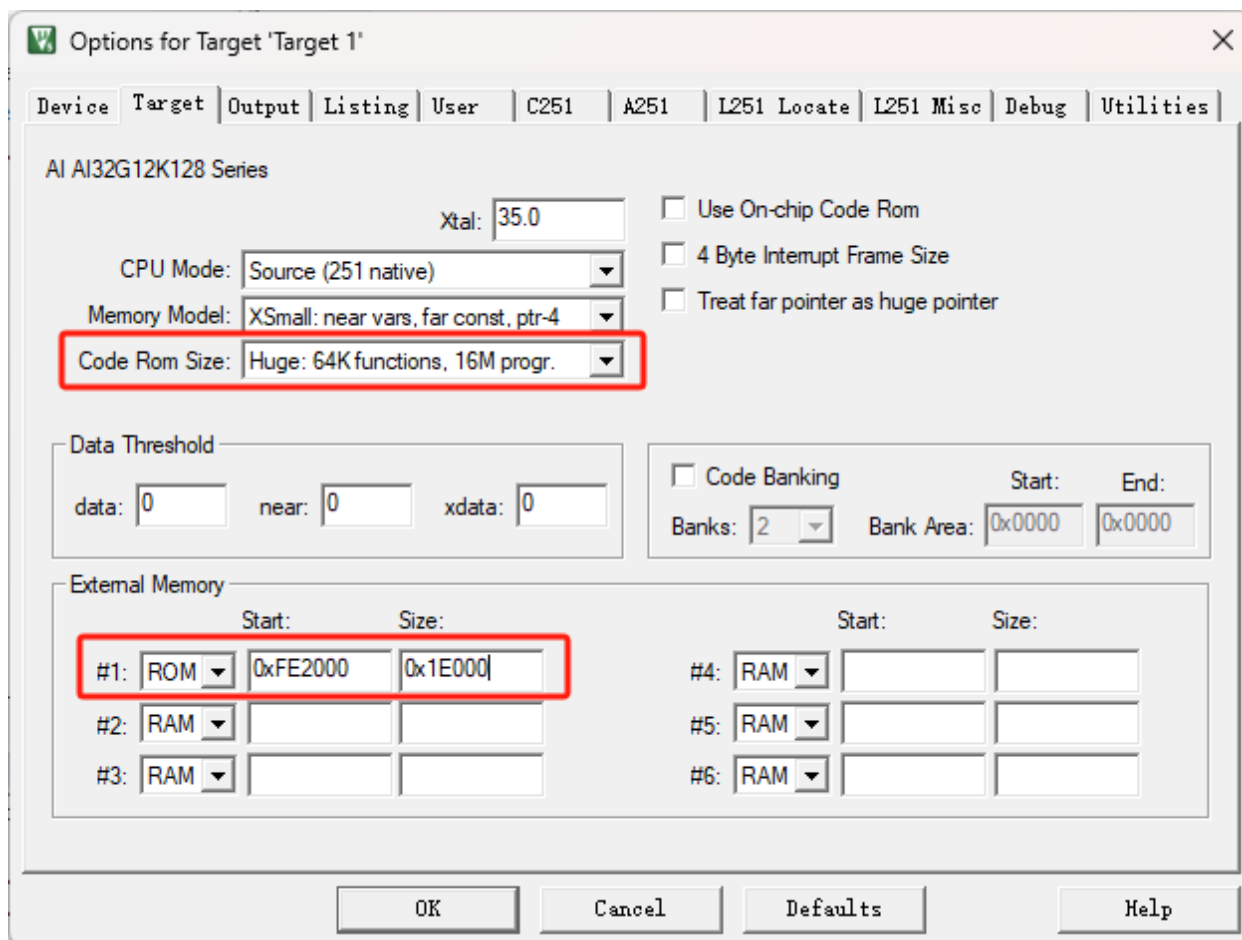 Options for Target 'Target 1'
Device Target Output Listing User C251 A251 L251 Locate L251 Misc Debug Utilities
AI AI32G12K128 Series
Xtal: 35.0
CPU Mode: Source (251 native)
Memory Model: XSmall: near vars, far const, ptr-4
Code Rom Size: Huge: 64K functions, 16M progr.
Use On-chip Code Rom
4 Byte Interrupt Frame Size
Treat far pointer as huge pointer
Data Threshold
data: 0 near: 0 xdata: 0
Code Banking Start: End:
Banks: 2 Bank Area: 0x0000 0x0000
External Memory
Start: Size: Start: Size:
#1: ROM 0xFE2000 0x1E000 #4: RAM
#2: RAM #5: RAM
#3: RAM #6: RAM
OK Cancel Defaults Help